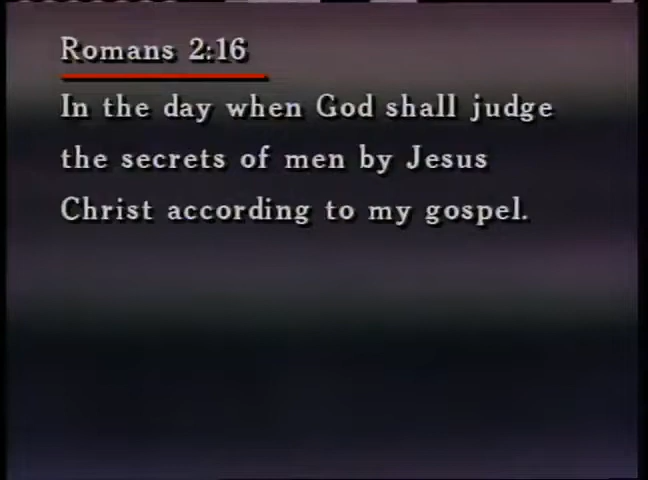 Romans 2:16
In the day when God shall judge
the secrets of men by Jesus
Christ according to my gospel.